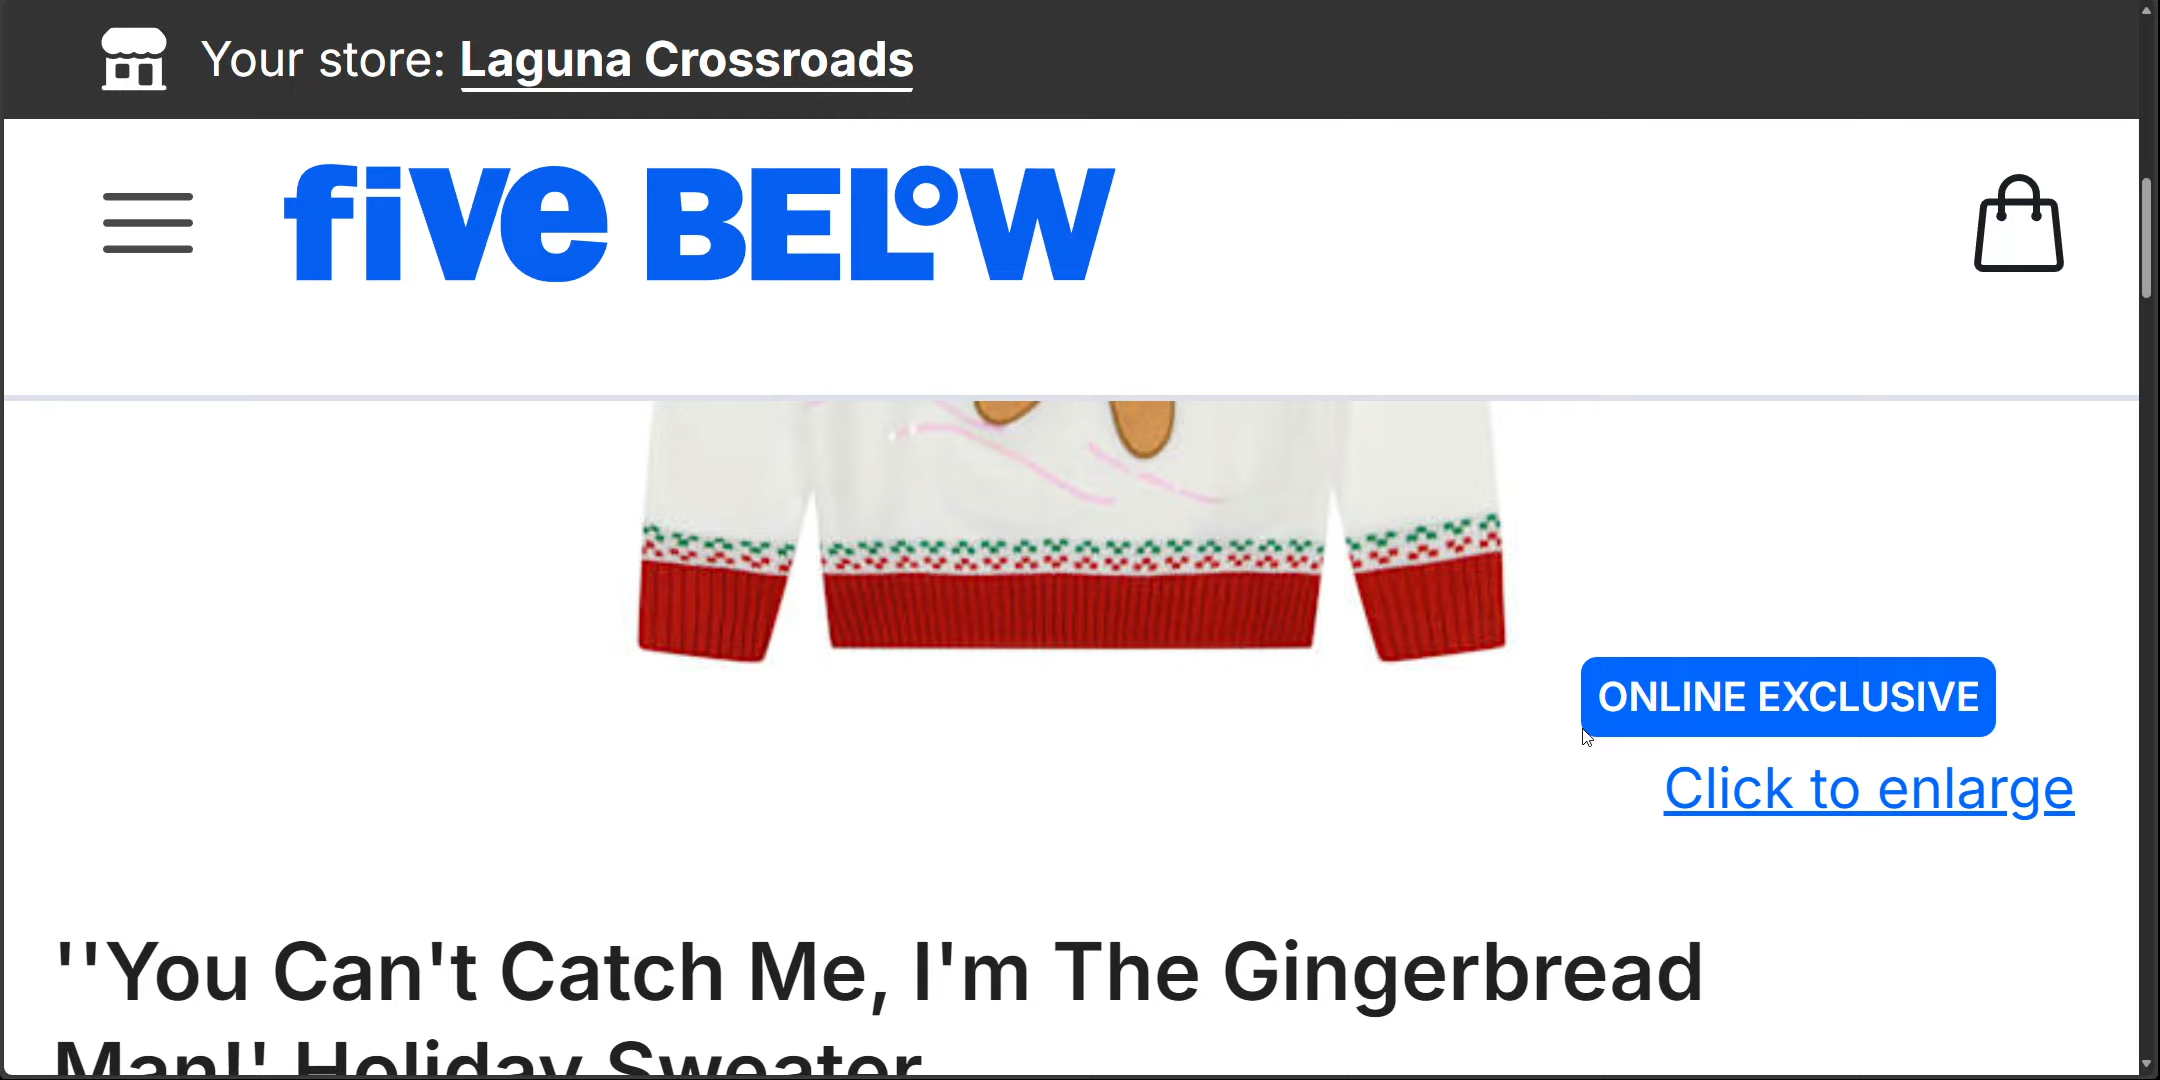 Your store: Laguna Crossroads
five BELOW
ONLINE EXCLUSIVE
Click to enlarge
''You Can't Catch Me, I'm The Gingerbread
Man!' Holiday Sweater